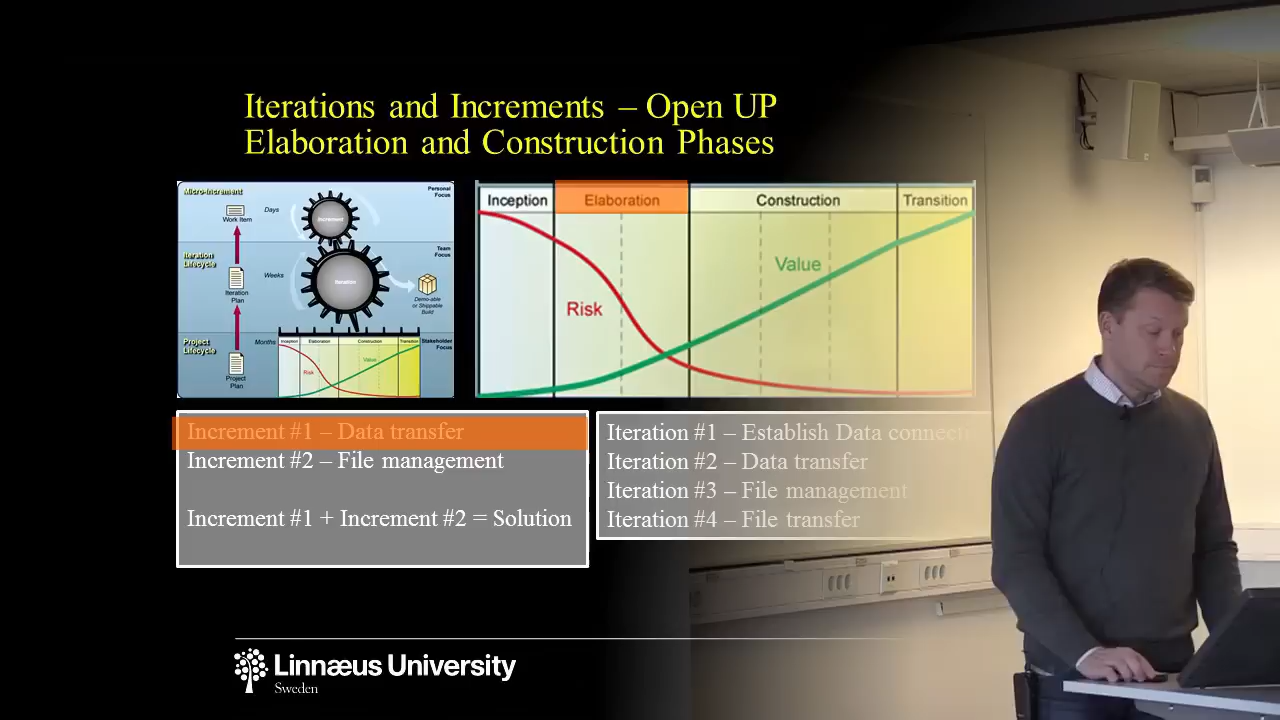 Iterations and Increments – Open UP
Elaboration and Construction Phases
Micro-Increment
Personal
Focus
Work Item
Days
Increment
Team
Focus
Iteration
Lifecycle
Weeks
Iteration
Iteration
Plan
Demo-able
or Shippable
Build
Project
Lifecycle
Months
Stakeholder
Focus
Inception
Elaboration
Construction
Transition
Value
Risk
Project
Plan
Inception
Elaboration
Construction
Transition
Value
Risk
Increment #1 – Data transfer
Increment #2 – File management
Increment #1 + Increment #2 = Solution
Iteration #1 – Establish Data
Iteration #2 – Data transfer
Iteration #3 – File management
Iteration #4 – File transfer
Linnæus University
Sweden